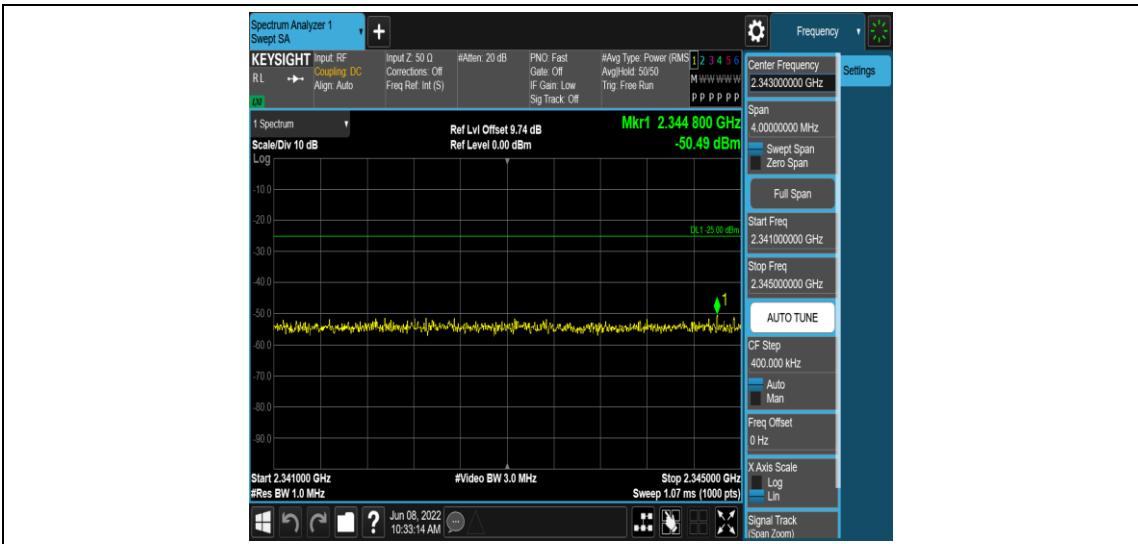 Spectrum Analyzer 1
Swept SA
+
Frequency
KEYSIGHT
RL
LXI
Input: RF
Coupling: DC
Align: Auto
Input Z: 50 Ω
Corrections: Off
Freq Ref: Int (S)
#Atten: 20 dB
PNO: Fast
Gate: Off
IF Gain: Low
Sig Track: Off
#Avg Type: Power (RMS
Avg|Hold: 50/50
Trig: Free Run
1 2 3 4 5 6
M W W W W W
P P P P P P
1 Spectrum
Scale/Div 10 dB
Log
Ref Lvl Offset 9.74 dB
Ref Level 0.00 dBm
Mkr1 2.344 800 GHz
-50.49 dBm
-10.0
-20.0
DL1 -25.00 dBm
-30.0
-40.0
1
-50.0
-60.0
-70.0
-80.0
-90.0
Start 2.341000 GHz
#Res BW 1.0 MHz
#Video BW 3.0 MHz
Stop 2.345000 GHz
Sweep 1.07 ms (1000 pts)
?
Jun 08, 2022
10:33:14 AM
Center Frequency
2.343000000 GHz
Settings
Span
4.00000000 MHz
Swept Span
Zero Span
Full Span
Start Freq
2.341000000 GHz
Stop Freq
2.345000000 GHz
AUTO TUNE
CF Step
400.000 kHz
Auto
Man
Freq Offset
0 Hz
X Axis Scale
Log
Lin
Signal Track
(Span Zoom)